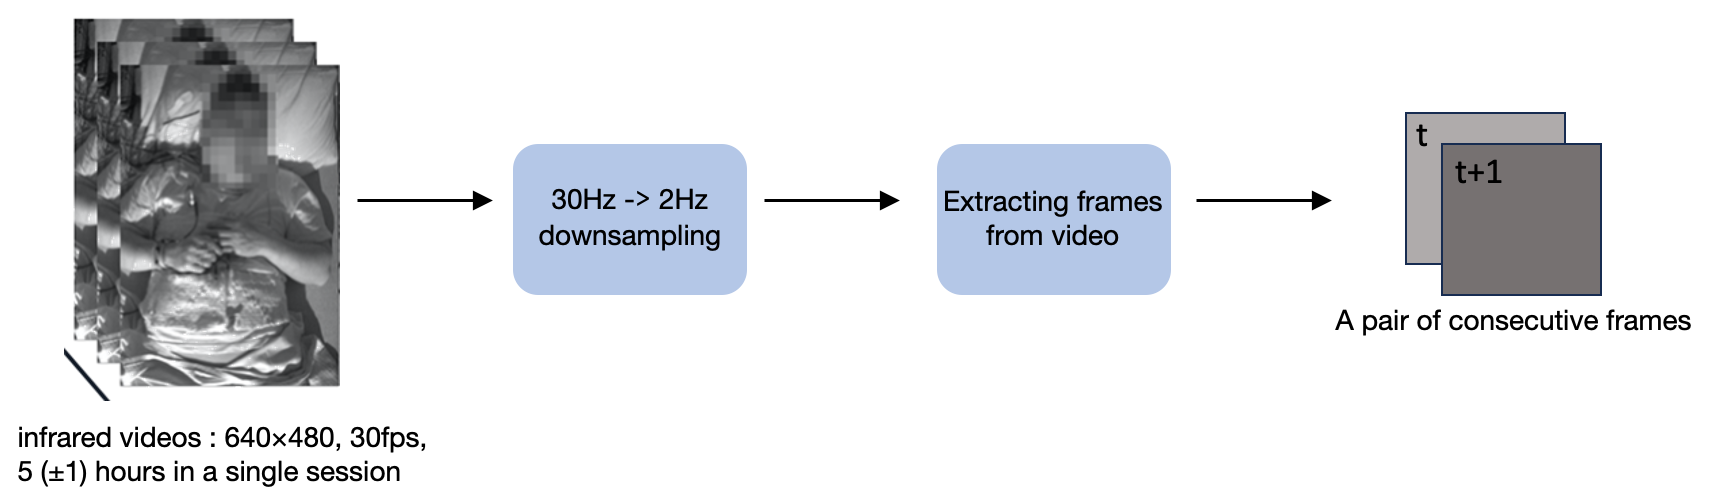 infrared videos : 640×480, 30fps,
5 (±1) hours in a single session
30Hz -> 2Hz
downsampling
Extracting frames
from video
t
t+1
A pair of consecutive frames